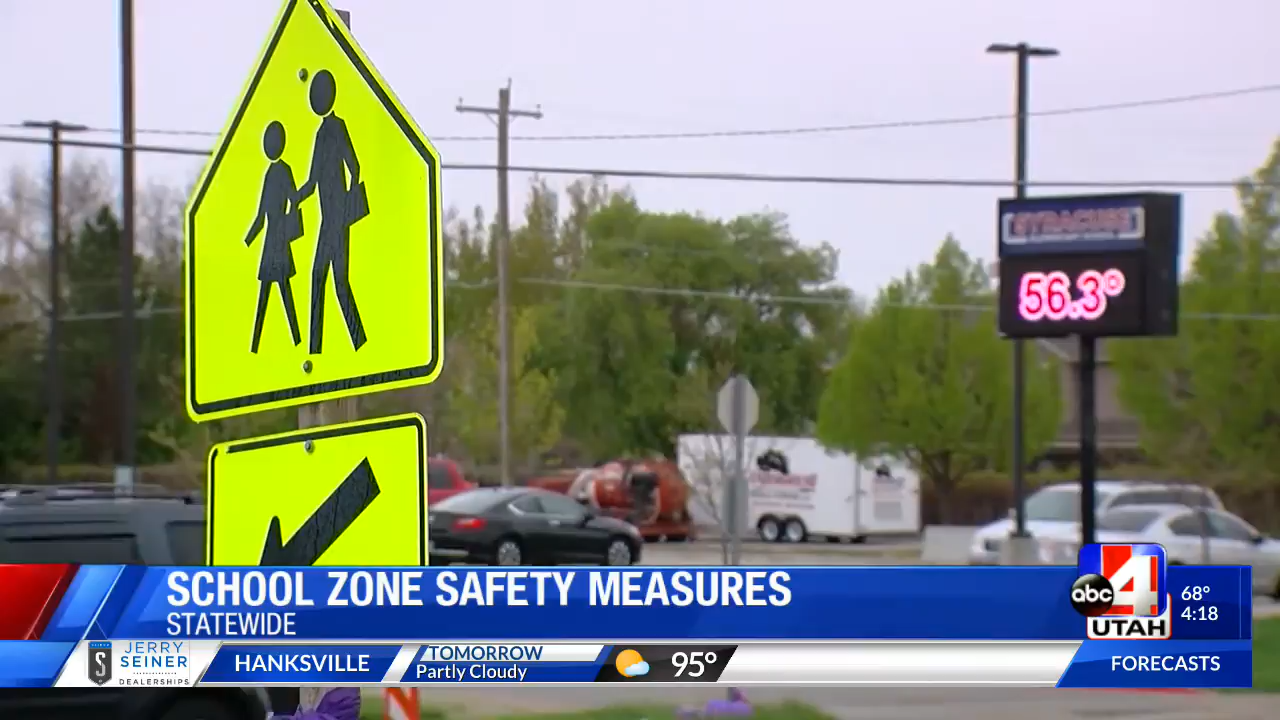 SYRACUSE
56.3°
SCHOOL ZONE SAFETY MEASURES
STATEWIDE
abc 4
UTAH
68°
4:18
S
JERRY
SEINER
DEALERSHIPS
HANKSVILLE
TOMORROW
Partly Cloudy
95°
FORECASTS